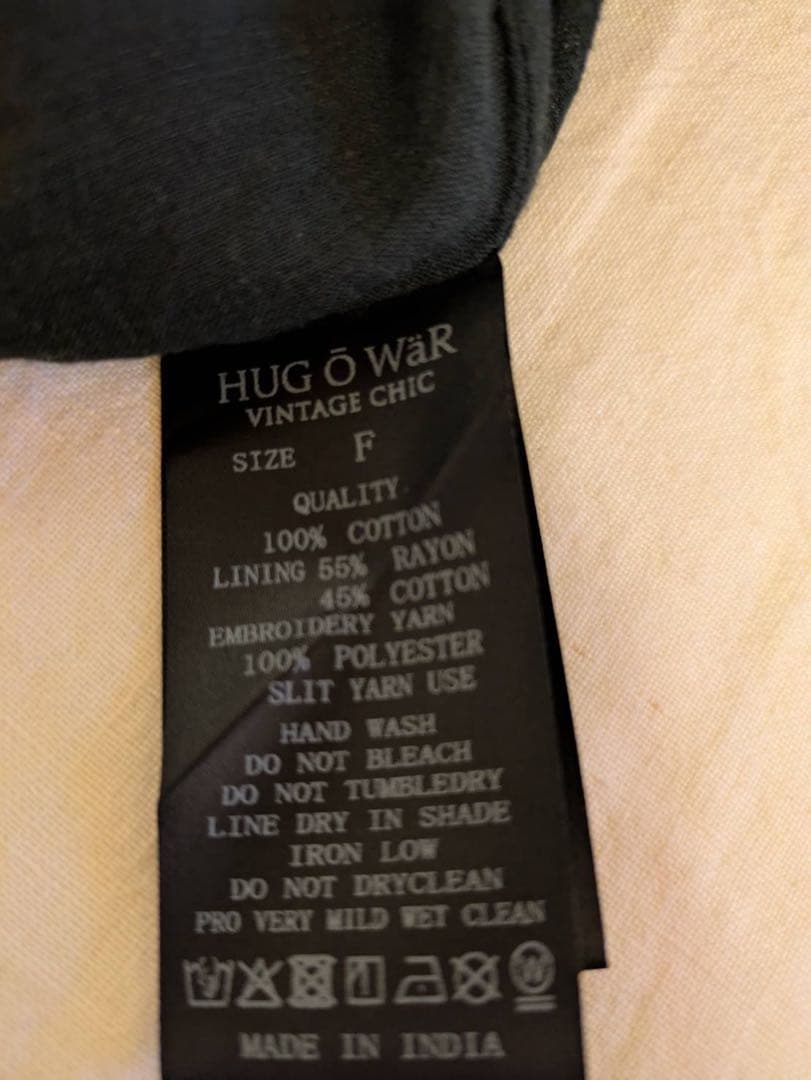 HUG Ō WäR
VINTAGE CHIC
SIZE F
QUALITY
100% COTTON
LINING 55% RAYON
45% COTTON
EMBROIDERY YARN
100% POLYESTER
SLIT YARN USE
HAND WASH
DO NOT BLEACH
DO NOT TUMBLEDRY
LINE DRY IN SHADE
IRON LOW
DO NOT DRYCLEAN
PRO VERY MILD WET CLEAN
W
MADE IN INDIA